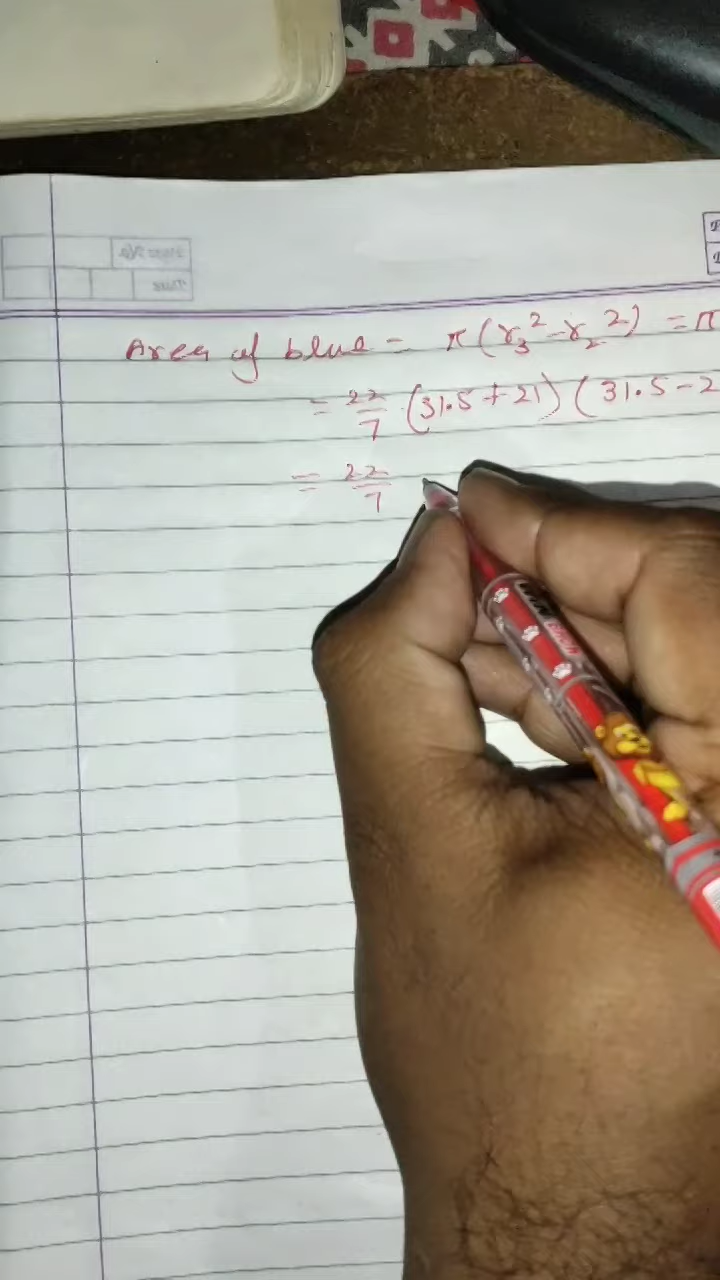 Area of blue = π(r₃² - r₂²) = π
= 22/7 (31.5 + 21) (31.5 - 2
= 22/7